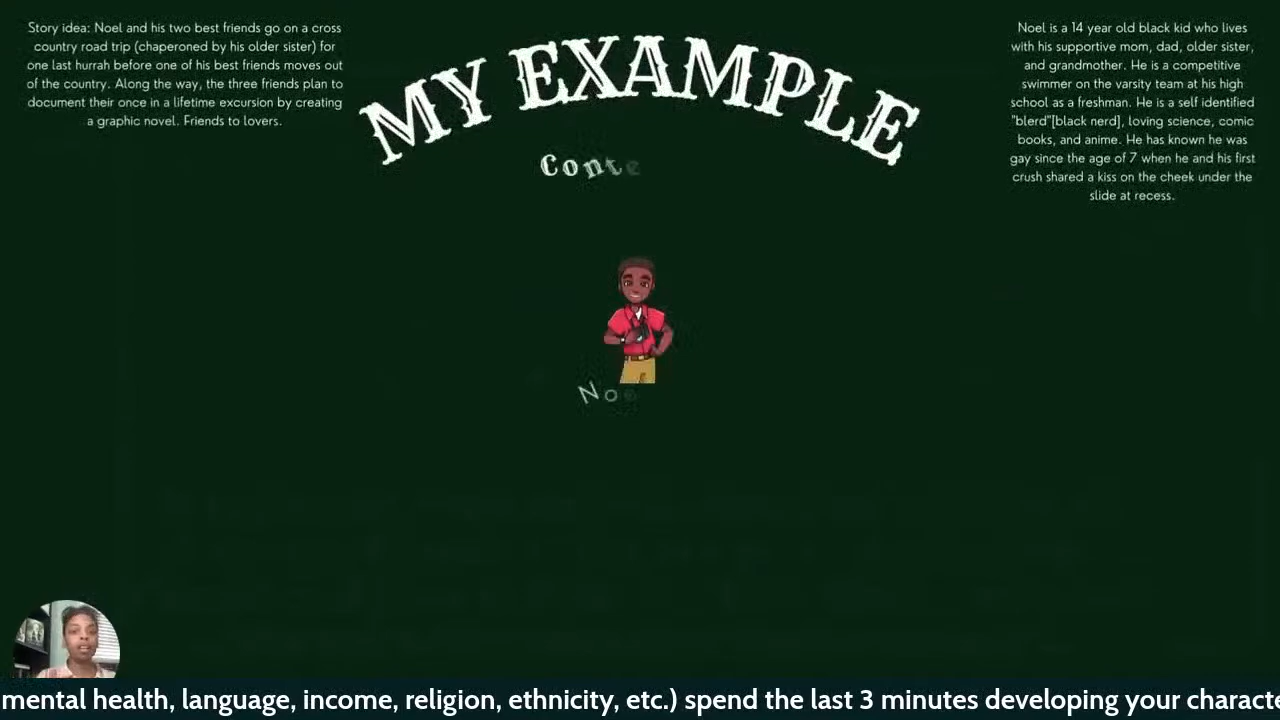 Story idea: Noel and his two best friends go on a cross
country road trip (chaperoned by his older sister) for
one last hurrah before one of his best friends moves out
of the country. Along the way, the three friends plan to
document their once in a lifetime excursion by creating
a graphic novel. Friends to lovers.
MY EXAMPLE
Conte
Noel is a 14 year old black kid who lives
with his supportive mom, dad, older sister,
and grandmother. He is a competitive
swimmer on the varsity team at his high
school as a freshman. He is a self identified
"blerd"[black nerd], loving science, comic
books, and anime. He has known he was
gay since the age of 7 when he and his first
crush shared a kiss on the cheek under the
slide at recess.
Noe
mental health, language, income, religion, ethnicity, etc.) spend the last 3 minutes developing your characte